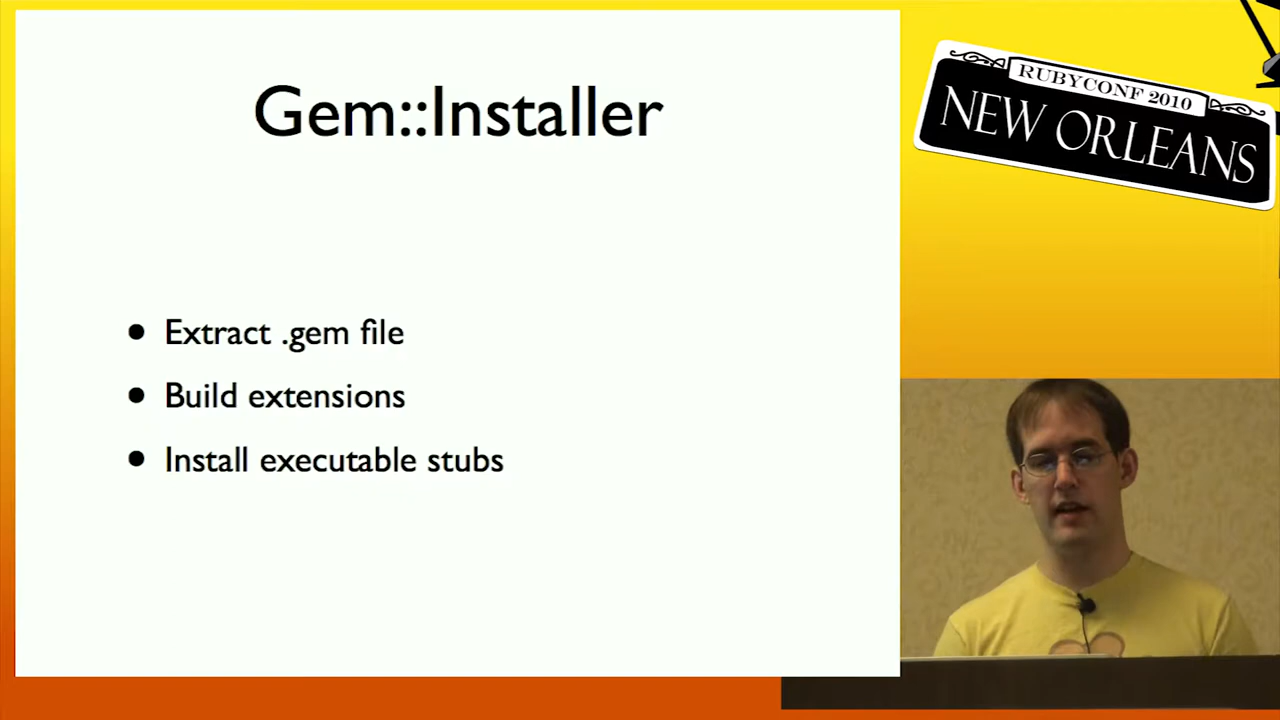 Gem::Installer
• Extract .gem file
• Build extensions
• Install executable stubs
RUBYCONF 2010
NEW ORLEANS